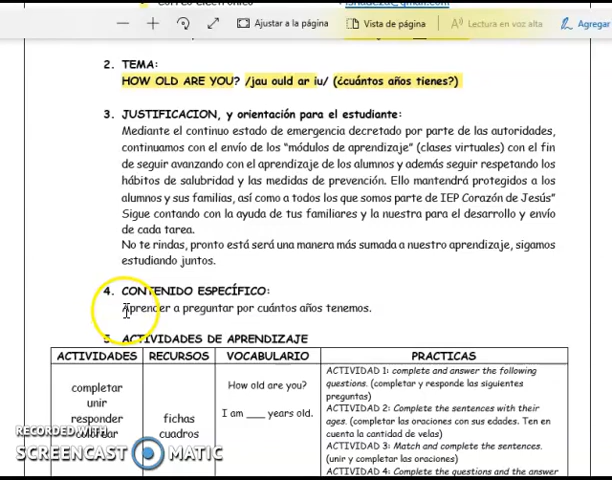 Correo electrónico
Ajustar a la página
Vista de página
Lectura en voz alta
Agregar
2. TEMA:
HOW OLD ARE YOU? /jau ould ar iu/ (¿cuántos años tienes?)
3. JUSTIFICACION, y orientación para el estudiante:
Mediante el continuo estado de emergencia decretado por parte de las autoridades,
continuamos con el envío de los “módulos de aprendizaje” (clases virtuales) con el fin
de seguir avanzando con el aprendizaje de los alumnos y además seguir respetando los
hábitos de salubridad y las medidas de prevención. Ello mantendrá protegidos a los
alumnos y sus familias, así como a todos los que somos parte de IEP Corazón de Jesús”
Sigue contando con la ayuda de tus familiares y la nuestra para el desarrollo y envío
de cada tarea.
No te rindas, pronto está será una manera más sumada a nuestro aprendizaje, sigamos
estudiando juntos.
4. CONTENIDO ESPECÍFICO:
Aprender a preguntar por cuántos años tenemos.
5. ACTIVIDADES DE APRENDIZAJE
ACTIVIDADES RECURSOS VOCABULARIO PRACTICAS
completar
unir
responder
colorear
fichas
cuadros
How old are you?
I am ___ years old.
ACTIVIDAD 1: complete and answer the following
questions. (completar y responde las siguientes
preguntas)
ACTIVIDAD 2: Complete the sentences with their
ages. (completar las oraciones con sus edades. Ten en
cuenta la cantidad de velas)
ACTIVIDAD 3: Match and complete the sentences.
(unir y completar las oraciones)
ACTIVIDAD 4: Complete the questions and the answer
RECORDED WITH
SCREENCAST MATIC